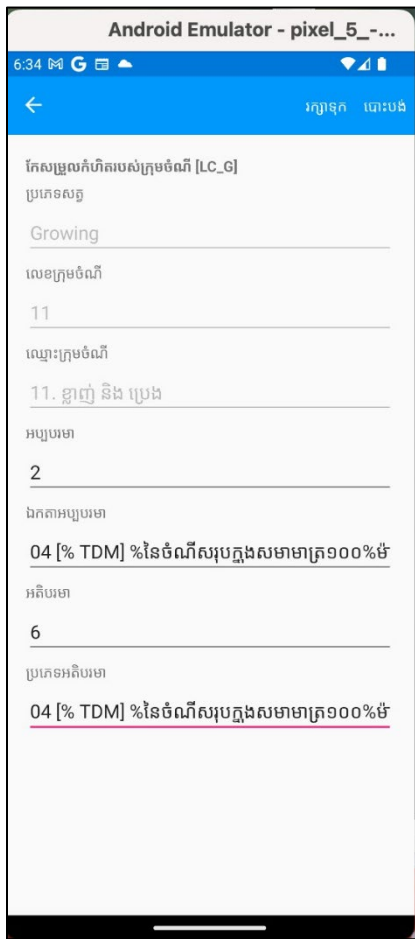 Android Emulator - pixel_5_-...
6:34
រក្សាទុក បោះបង់
កែសម្រួលកំហិតរបស់ក្រុមចំណី [LC_G]
ប្រភេទសត្វ
Growing
លេខក្រុមចំណី
11
ឈ្មោះក្រុមចំណី
11. ខ្លាញ់ និង ប្រេង
អប្បបរមា
2
ឯកតាអប្បបរមា
04 [% TDM] %នៃចំណីសរុបក្នុងសមាមាត្រ១០០%ម៉
អតិបរមា
6
ប្រភេទអតិបរមា
04 [% TDM] %នៃចំណីសរុបក្នុងសមាមាត្រ១០០%ម៉